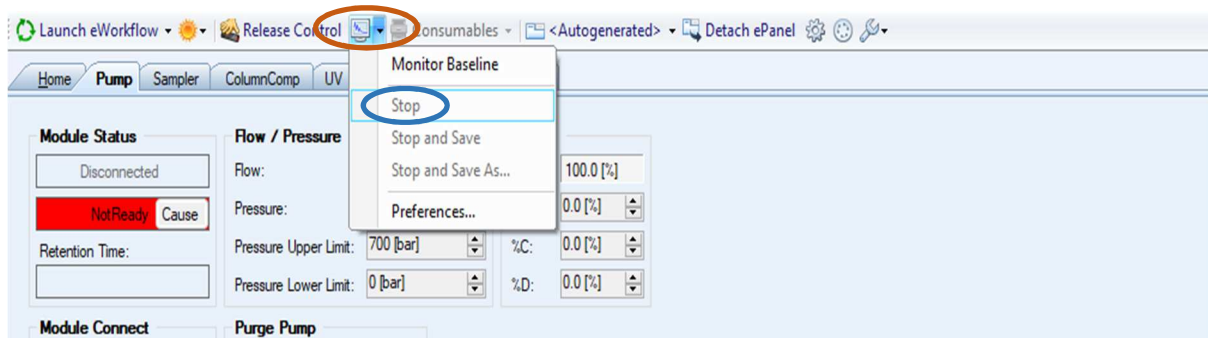 Launch eWorkflow Release Control Consumables <Autogenerated> Detach ePanel
Home Pump Sampler ColumnComp UV
Monitor Baseline
Stop
Stop and Save
Stop and Save As...
Preferences...
Module Status
Disconnected
NotReady Cause
Retention Time:
Flow / Pressure
Flow:
Pressure:
Pressure Upper Limit: 700 [bar]
Pressure Lower Limit: 0 [bar]
100.0 [%]
0.0 [%]
%C: 0.0 [%]
%D: 0.0 [%]
Module Connect
Purge Pump